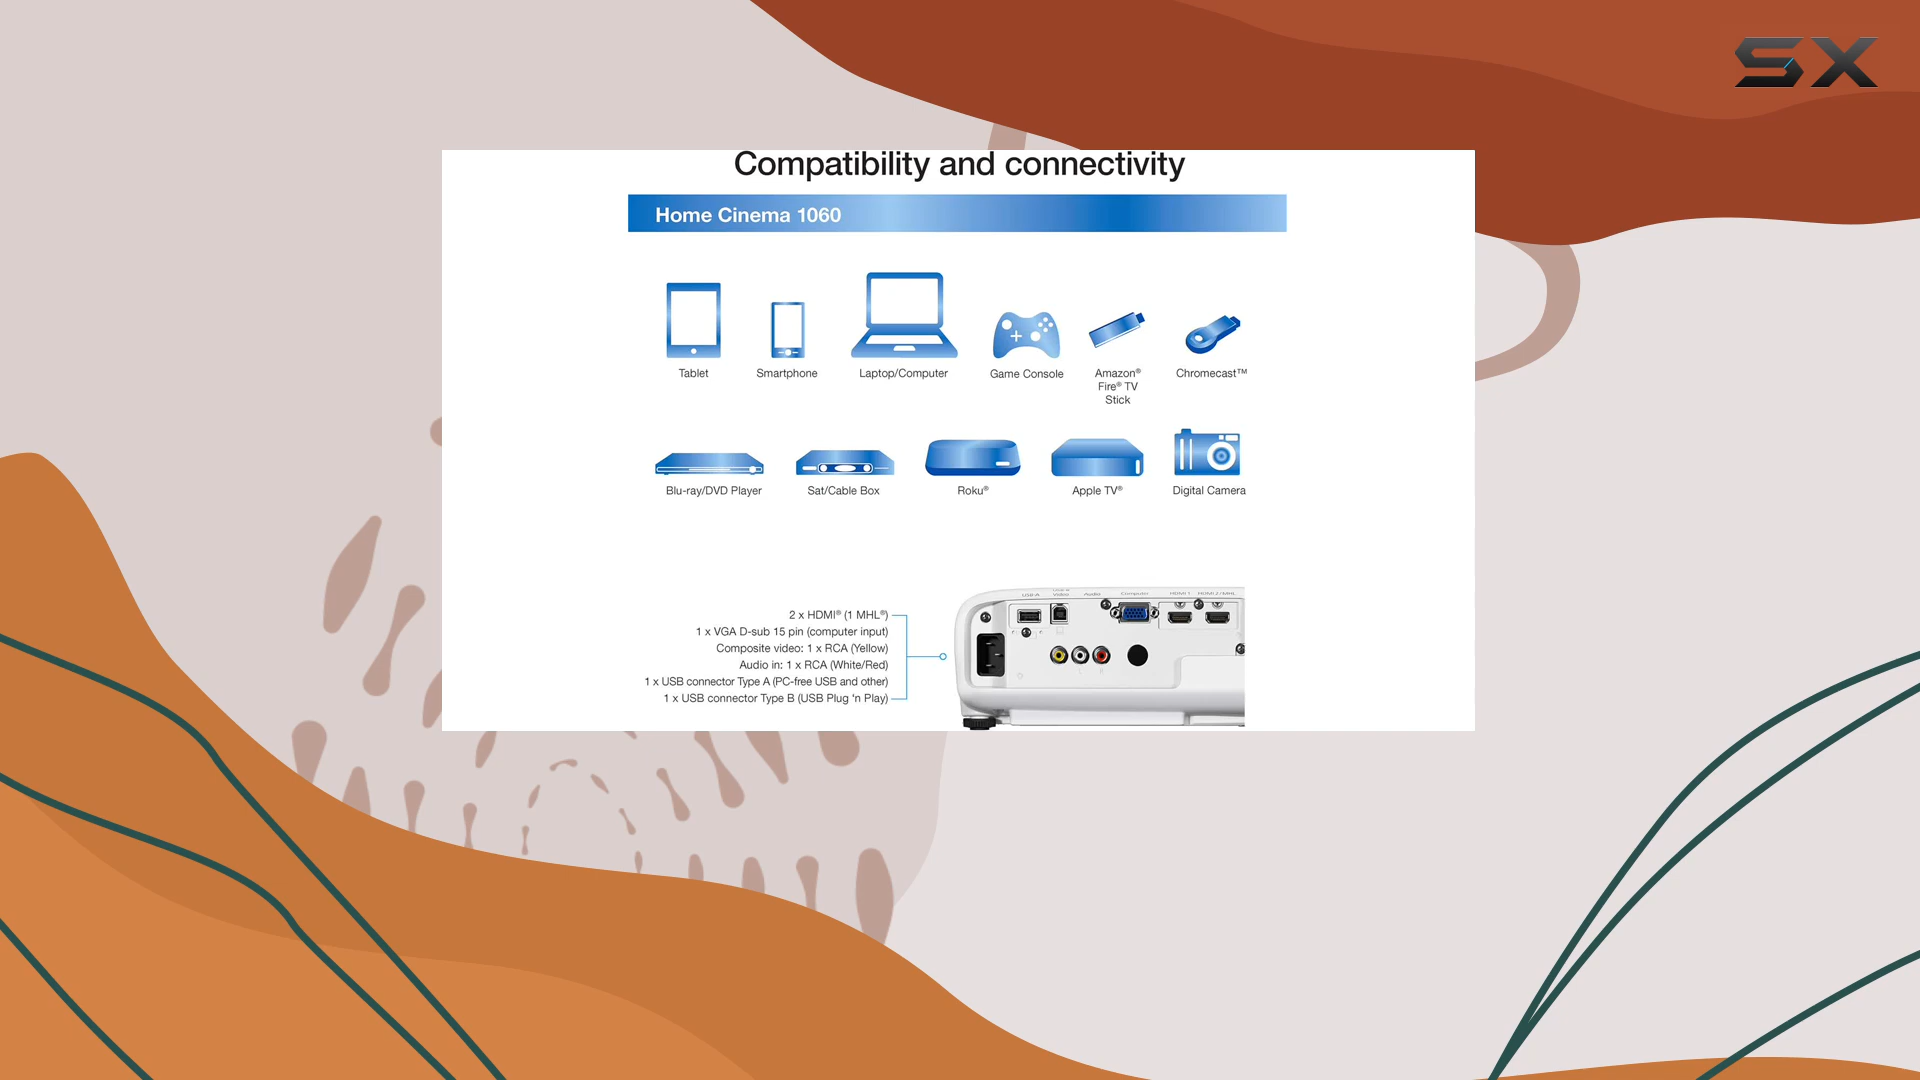 SX
Compatibility and connectivity
Home Cinema 1060
Tablet
Smartphone
Laptop/Computer
Game Console
Amazon®
Fire® TV
Stick
Chromecast™
Blu-ray/DVD Player
Sat/Cable Box
Roku®
Apple TV®
Digital Camera
2 x HDMI® (1 MHL®)
1 x VGA D-sub 15 pin (computer input)
Composite video: 1 x RCA (Yellow)
Audio in: 1 x RCA (White/Red)
1 x USB connector Type A (PC-free USB and other)
1 x USB connector Type B (USB Plug 'n Play)
USB-A
Video
Audio
Computer
HDMI 1
HDMI 2/MHL